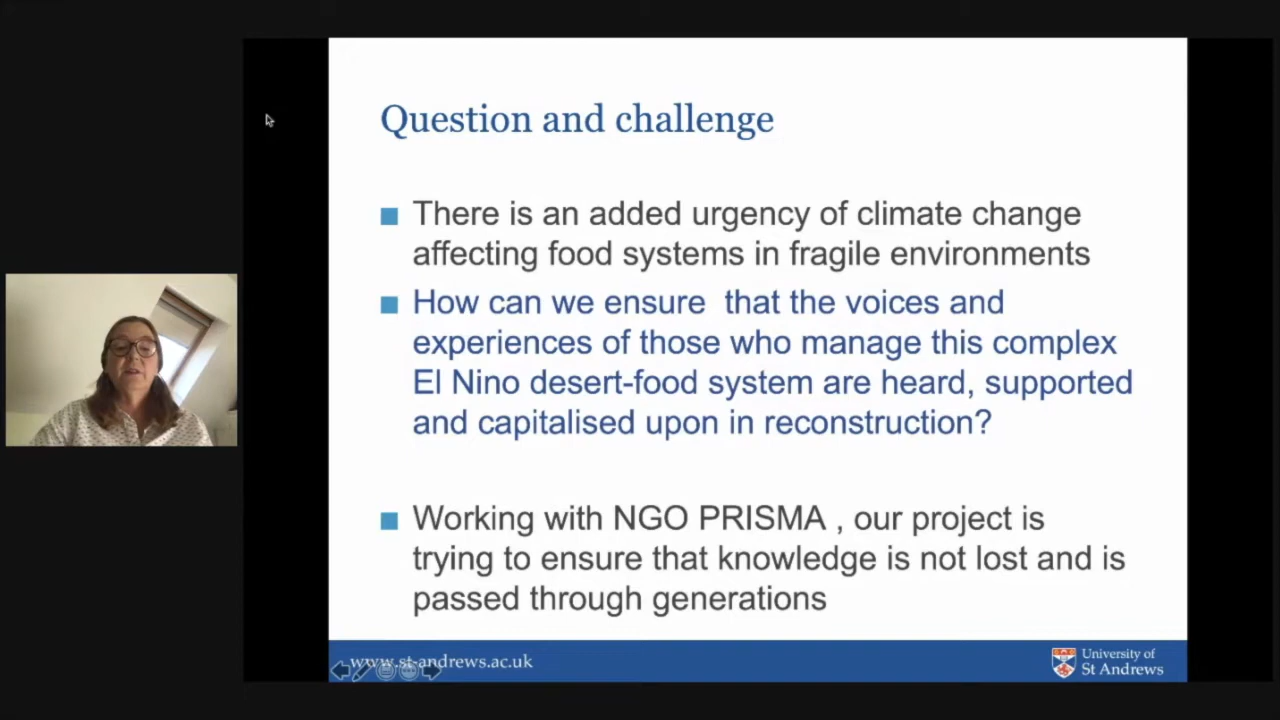 Question and challenge
There is an added urgency of climate change
affecting food systems in fragile environments
How can we ensure  that the voices and
experiences of those who manage this complex
El Nino desert-food system are heard, supported
and capitalised upon in reconstruction?
Working with NGO PRISMA , our project is
trying to ensure that knowledge is not lost and is
passed through generations
www.st-andrews.ac.uk
University of
St Andrews